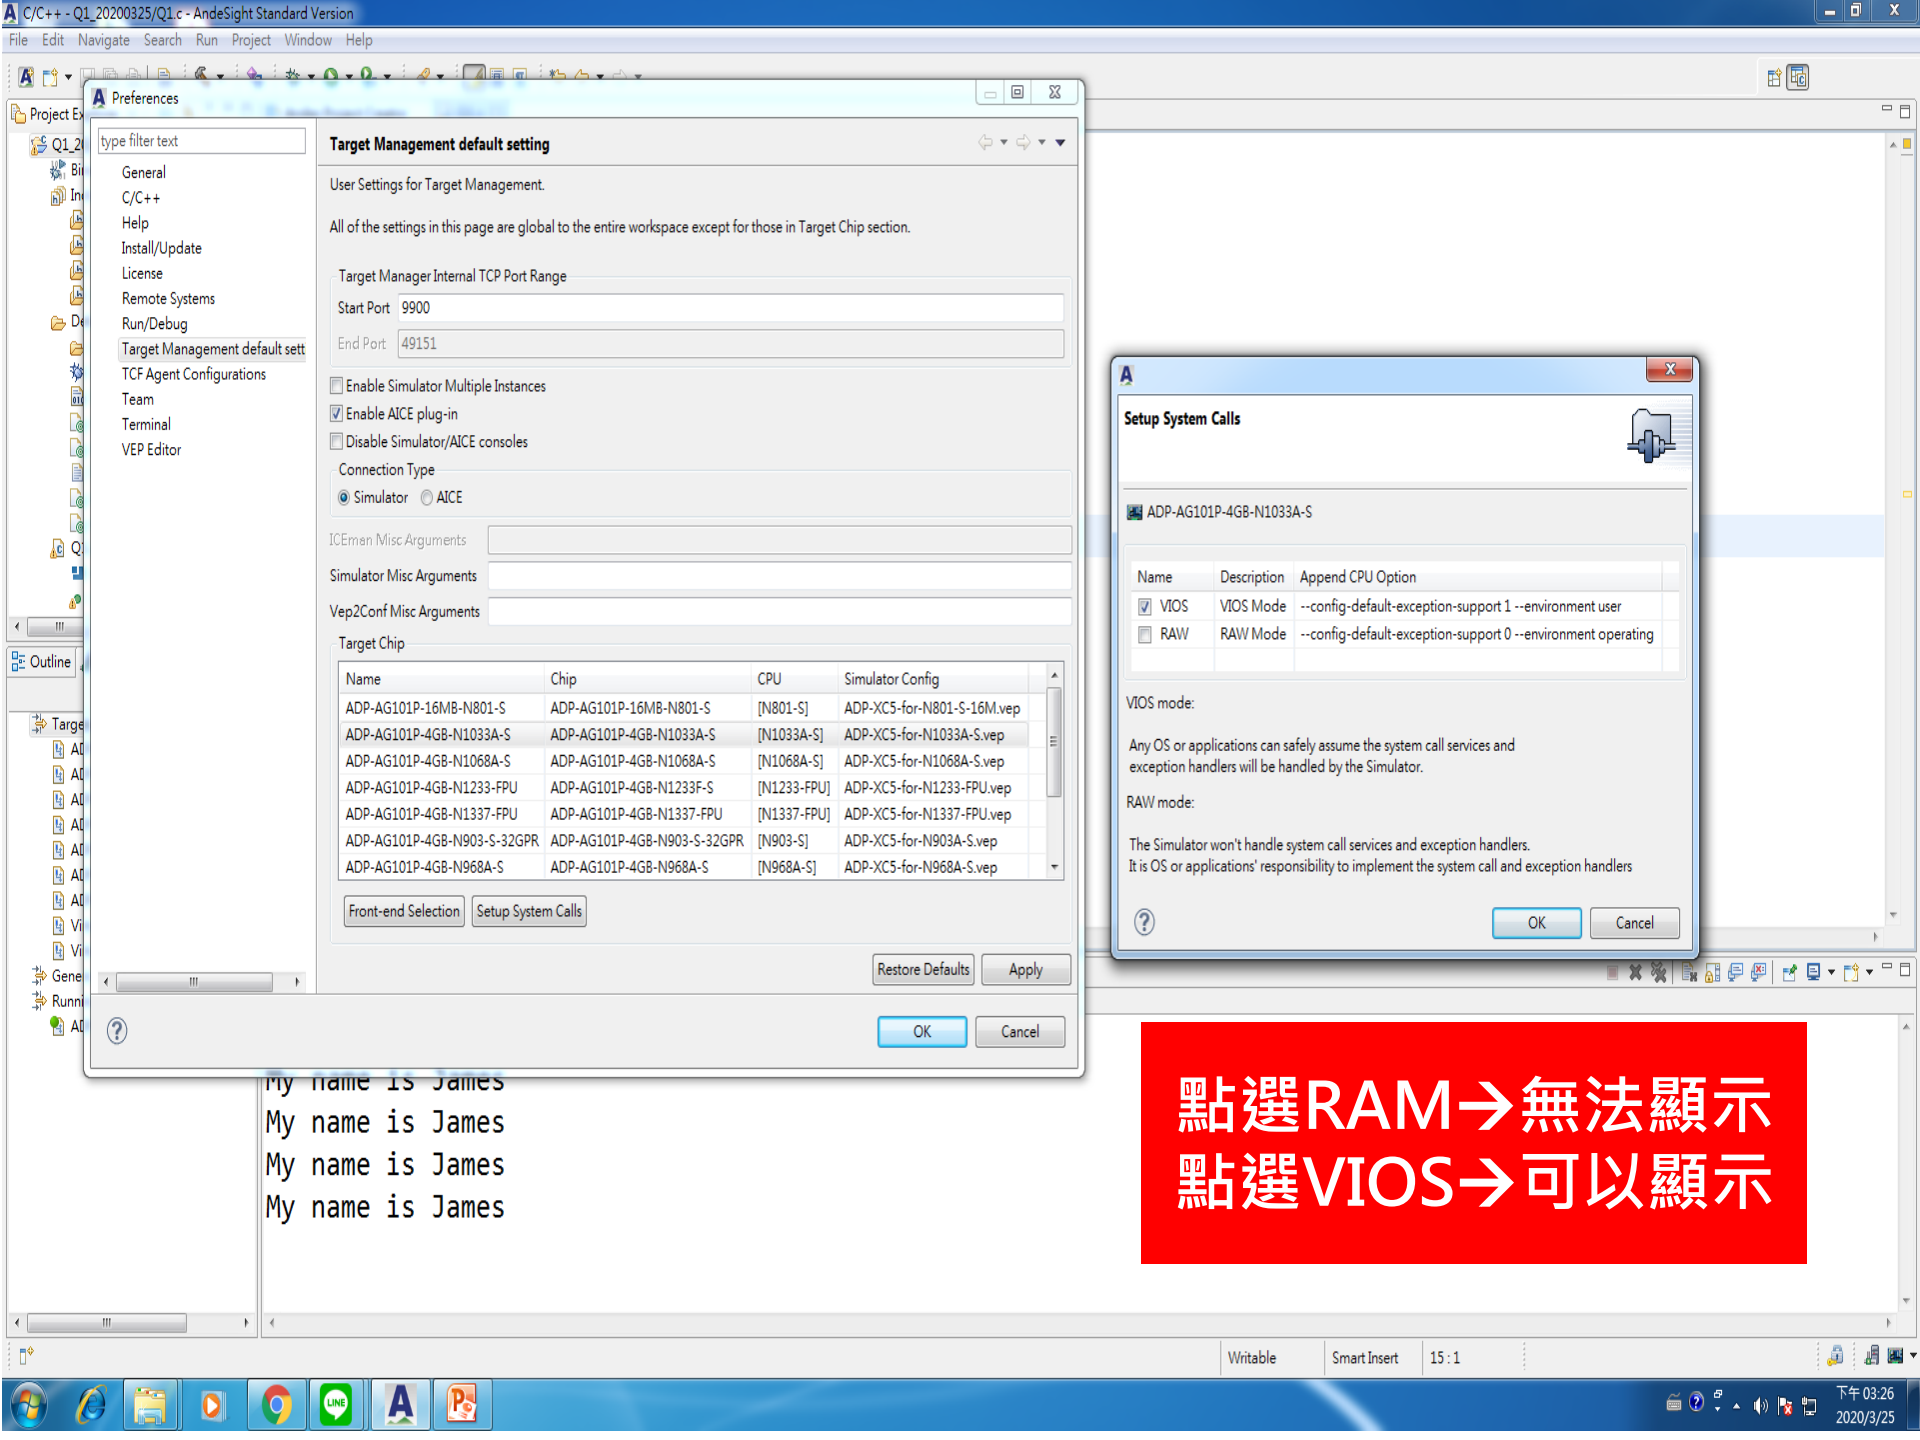 C/C++ - Q1_20200325/Q1.c - AndeSight Standard Version
File Edit Navigate Search Run Project Window Help
Preferences
Project Ex
type filter text
Target Management default setting
Q1_2
General
User Settings for Target Management.
C/C++
Help
All of the settings in this page are global to the entire workspace except for those in Target Chip section.
Install/Update
License
Target Manager Internal TCP Port Range
Remote Systems
Start Port 9900
Run/Debug
End Port 49151
Target Management default sett
TCF Agent Configurations
Enable Simulator Multiple Instances
Team
Enable AICE plug-in
Terminal
Disable Simulator/AICE consoles
VEP Editor
Connection Type
Simulator AICE
ICEman Misc Arguments
Simulator Misc Arguments
Vep2Conf Misc Arguments
Target Chip
Name Chip CPU Simulator Config
ADP-AG101P-16MB-N801-S ADP-AG101P-16MB-N801-S [N801-S] ADP-XC5-for-N801-S-16M.vep
ADP-AG101P-4GB-N1033A-S ADP-AG101P-4GB-N1033A-S [N1033A-S] ADP-XC5-for-N1033A-S.vep
ADP-AG101P-4GB-N1068A-S ADP-AG101P-4GB-N1068A-S [N1068A-S] ADP-XC5-for-N1068A-S.vep
ADP-AG101P-4GB-N1233-FPU ADP-AG101P-4GB-N1233F-S [N1233-FPU] ADP-XC5-for-N1233-FPU.vep
ADP-AG101P-4GB-N1337-FPU ADP-AG101P-4GB-N1337-FPU [N1337-FPU] ADP-XC5-for-N1337-FPU.vep
ADP-AG101P-4GB-N903-S-32GPR ADP-AG101P-4GB-N903-S-32GPR [N903-S] ADP-XC5-for-N903A-S.vep
ADP-AG101P-4GB-N968A-S ADP-AG101P-4GB-N968A-S [N968A-S] ADP-XC5-for-N968A-S.vep
Front-end Selection Setup System Calls
Restore Defaults Apply
OK Cancel
Outline
Targe
Gene
Runni
Setup System Calls
ADP-AG101P-4GB-N1033A-S
Name Description Append CPU Option
VIOS VIOS Mode --config-default-exception-support 1 --environment user
RAW RAW Mode --config-default-exception-support 0 --environment operating
VIOS mode:
Any OS or applications can safely assume the system call services and
exception handlers will be handled by the Simulator.
RAW mode:
The Simulator won't handle system call services and exception handlers.
It is OS or applications' responsibility to implement the system call and exception handlers
OK Cancel
My name is James
My name is James
My name is James
My name is James
點選RAM→無法顯示
點選VIOS→可以顯示
Writable Smart Insert 15 : 1
LINE
下午 03:26
2020/3/25